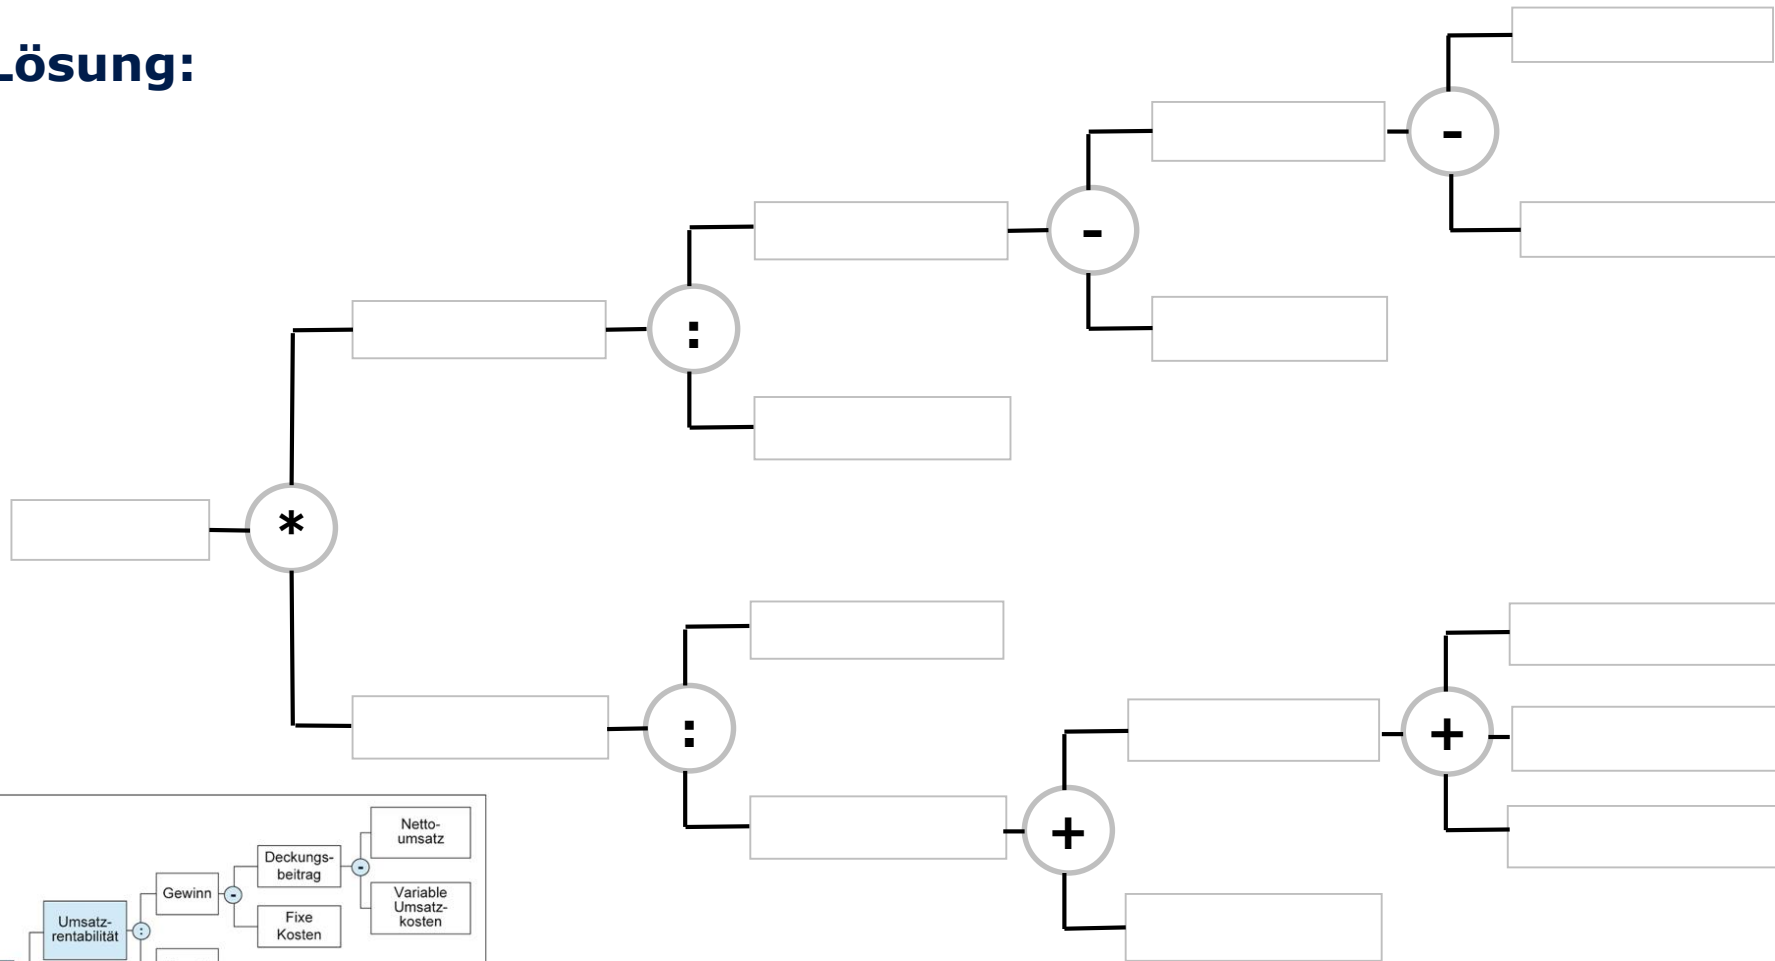 Lösung:
-
-
:
*
:
+
+
Netto-
umsatz
Deckungs-
beitrag
-
Gewinn
-
Variable
Umsatz-
kosten
Umsatz-
rentabilität
:
Fixe
Kosten